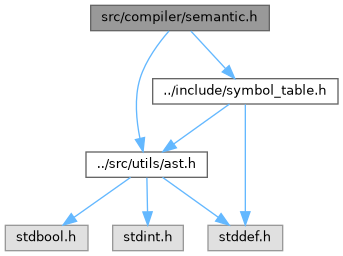 src/compiler/semantic.h
../include/symbol_table.h
../src/utils/ast.h
stdbool.h
stdint.h
stddef.h